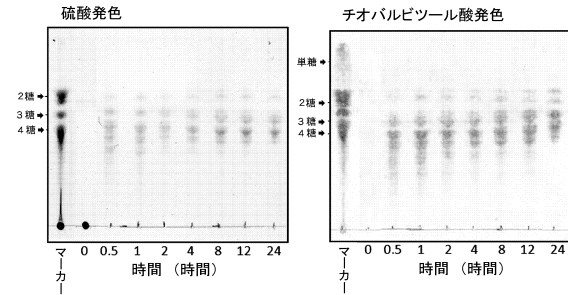 硫酸発色
2糖
3糖
4糖
マーカー 0 0.5 1 2 4 8 12 24
時間 （時間）
チオバルビツール酸発色
単糖
2糖
3糖
4糖
マーカー 0 0.5 1 2 4 8 12 24
時間 （時間）